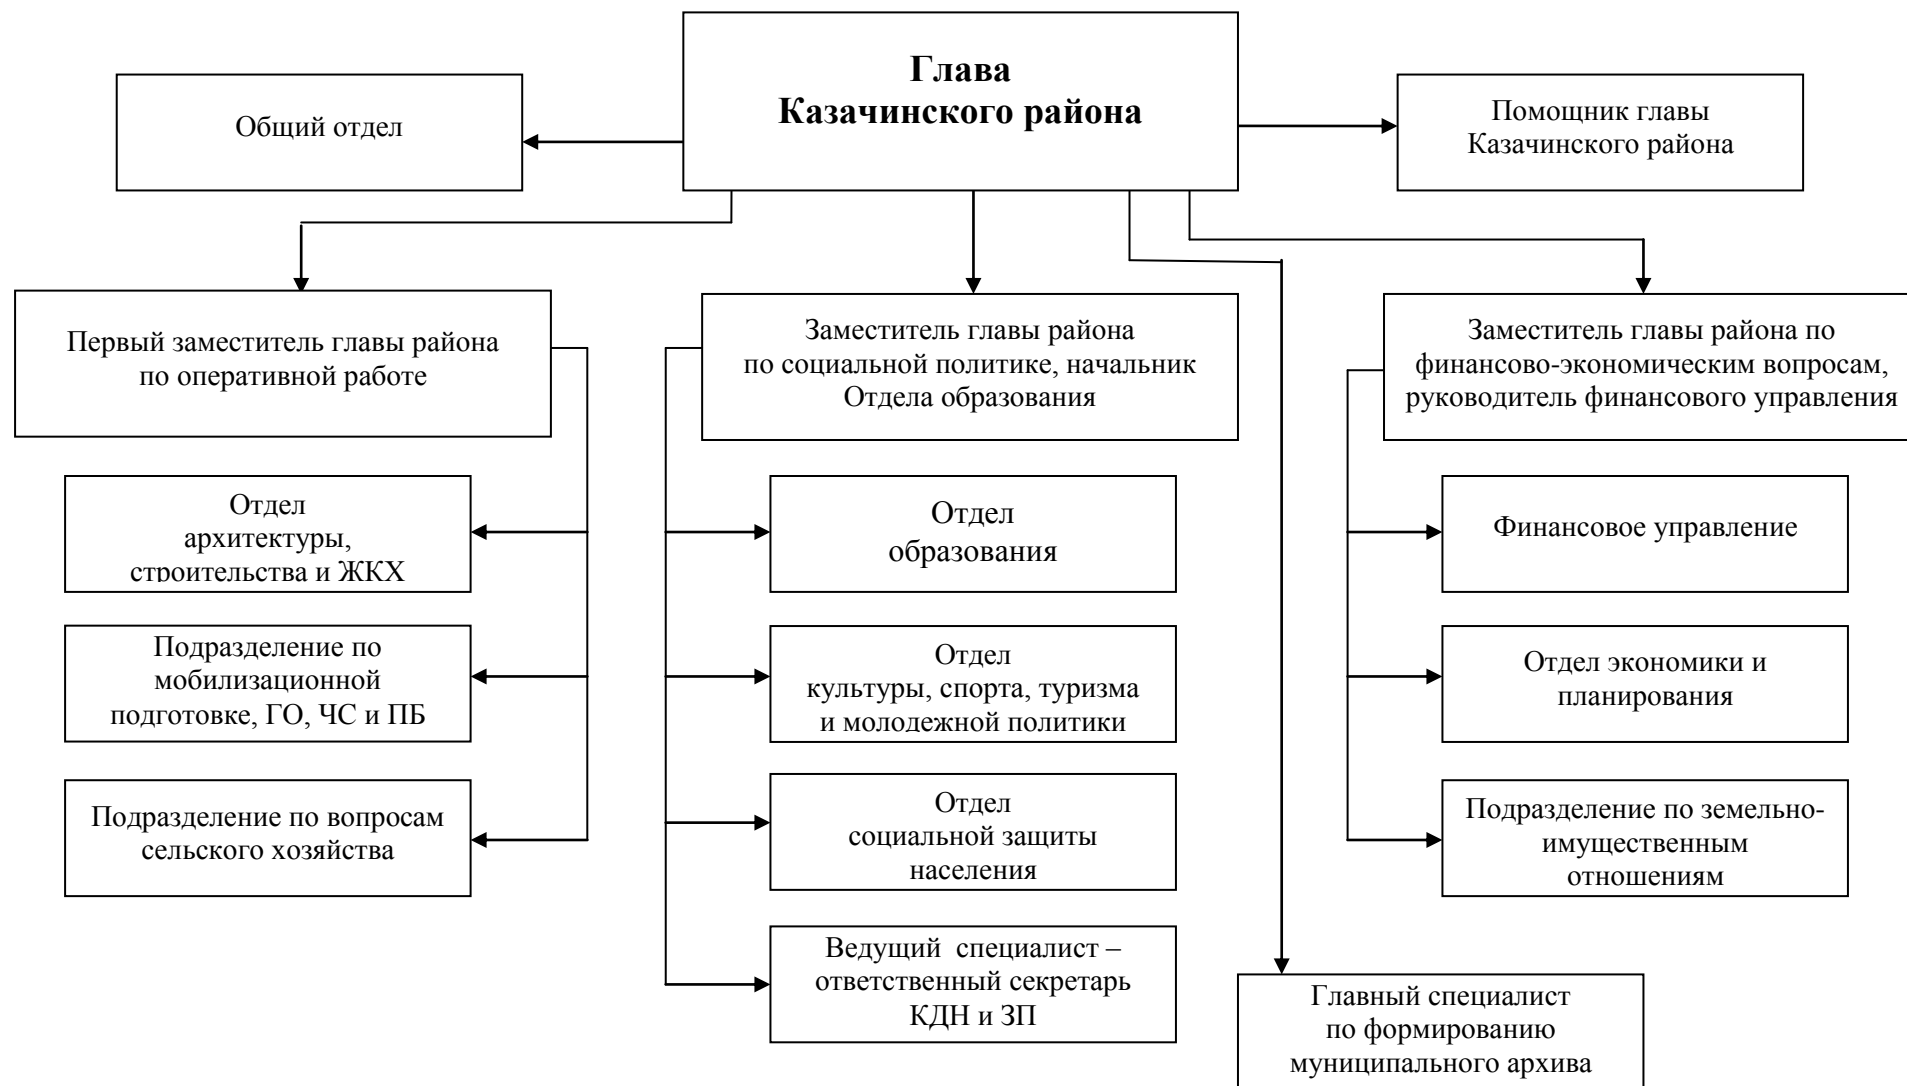 Глава
Казачинского района
Общий отдел
Помощник главы
Казачинского района
Первый заместитель главы района
по оперативной работе
Заместитель главы района
по социальной политике, начальник
Отдела образования
Заместитель главы района по
финансово-экономическим вопросам,
руководитель финансового управления
Отдел
архитектуры,
строительства и ЖКХ
Подразделение по
мобилизационной
подготовке, ГО, ЧС и ПБ
Подразделение по вопросам
сельского хозяйства
Отдел
образования
Отдел
культуры, спорта, туризма
и молодежной политики
Отдел
социальной защиты
населения
Ведущий  специалист –
ответственный секретарь
КДН и ЗП
Финансовое управление
Отдел экономики и
планирования
Подразделение по земельно-
имущественным
отношениям
Главный специалист
по формированию
муниципального архива